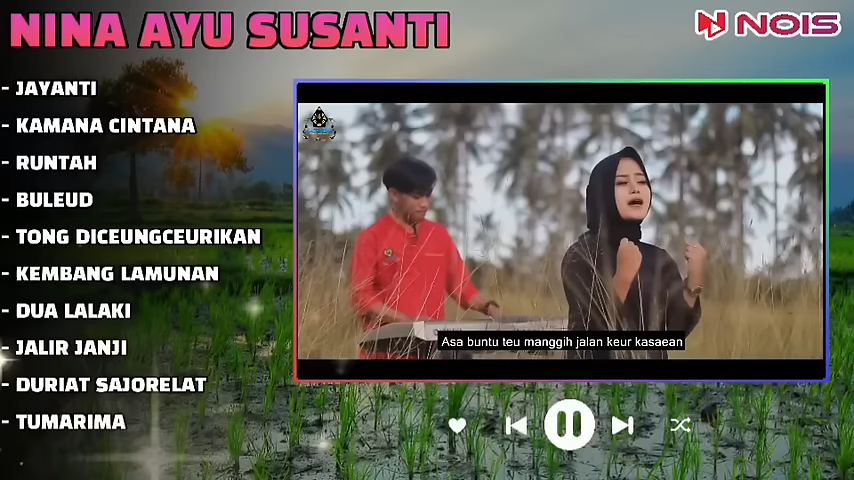 NINA AYU SUSANTI
NOIS
- JAYANTI
- KAMANA CINTANA
- RUNTAH
- BULEUD
- TONG DICEUNGCEURIKAN
- KEMBANG LAMUNAN
- DUA LALAKI
- JALIR JANJI
- DURIAT SAJORELAT
- TUMARIMA
Asa buntu teu manggih jalan keur kasaean